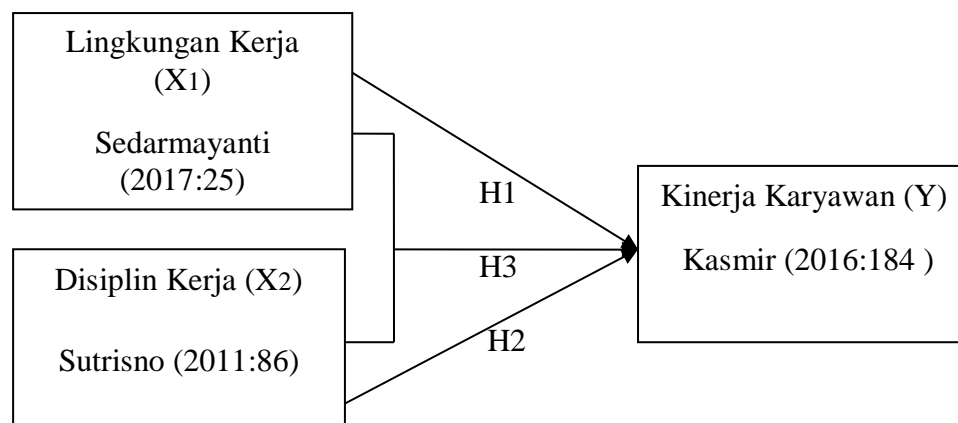 Lingkungan Kerja
(X1)
Sedarmayanti
(2017:25)
H1
Kinerja Karyawan (Y)
Kasmir (2016:184 )
H3
Disiplin Kerja (X2)
Sutrisno (2011:86)
H2